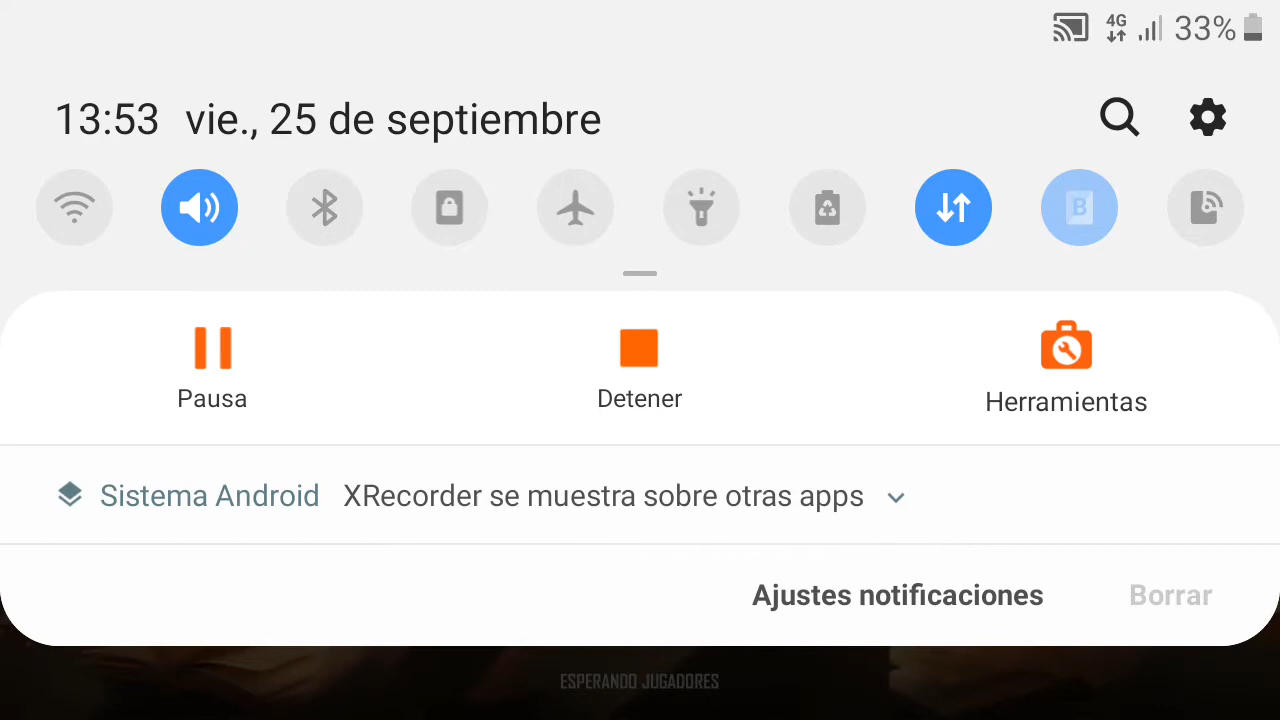 4G 33%
13:53 vie., 25 de septiembre
B
Pausa Detener Herramientas
Sistema Android XRecorder se muestra sobre otras apps
Ajustes notificaciones Borrar
ESPERANDO JUGADORES